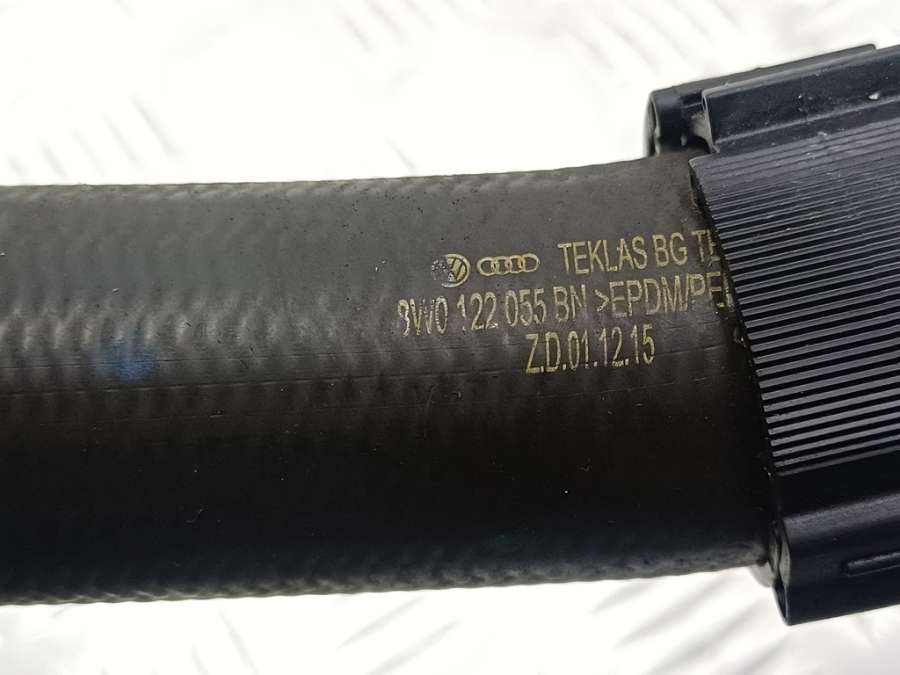 TEKLAS BG
8W0 122 055 BN >EPDM/
Z.D.01.12.15